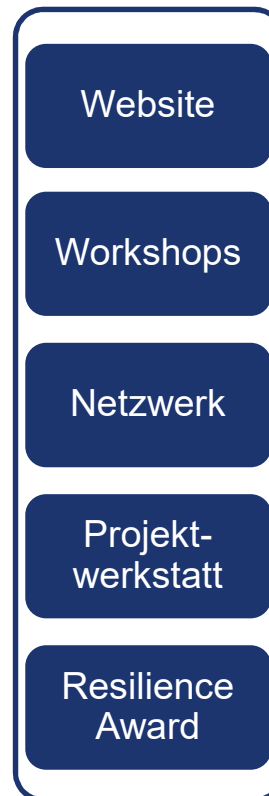 Website
Workshops
Netzwerk
Projekt-
werkstatt
Resilience
Award